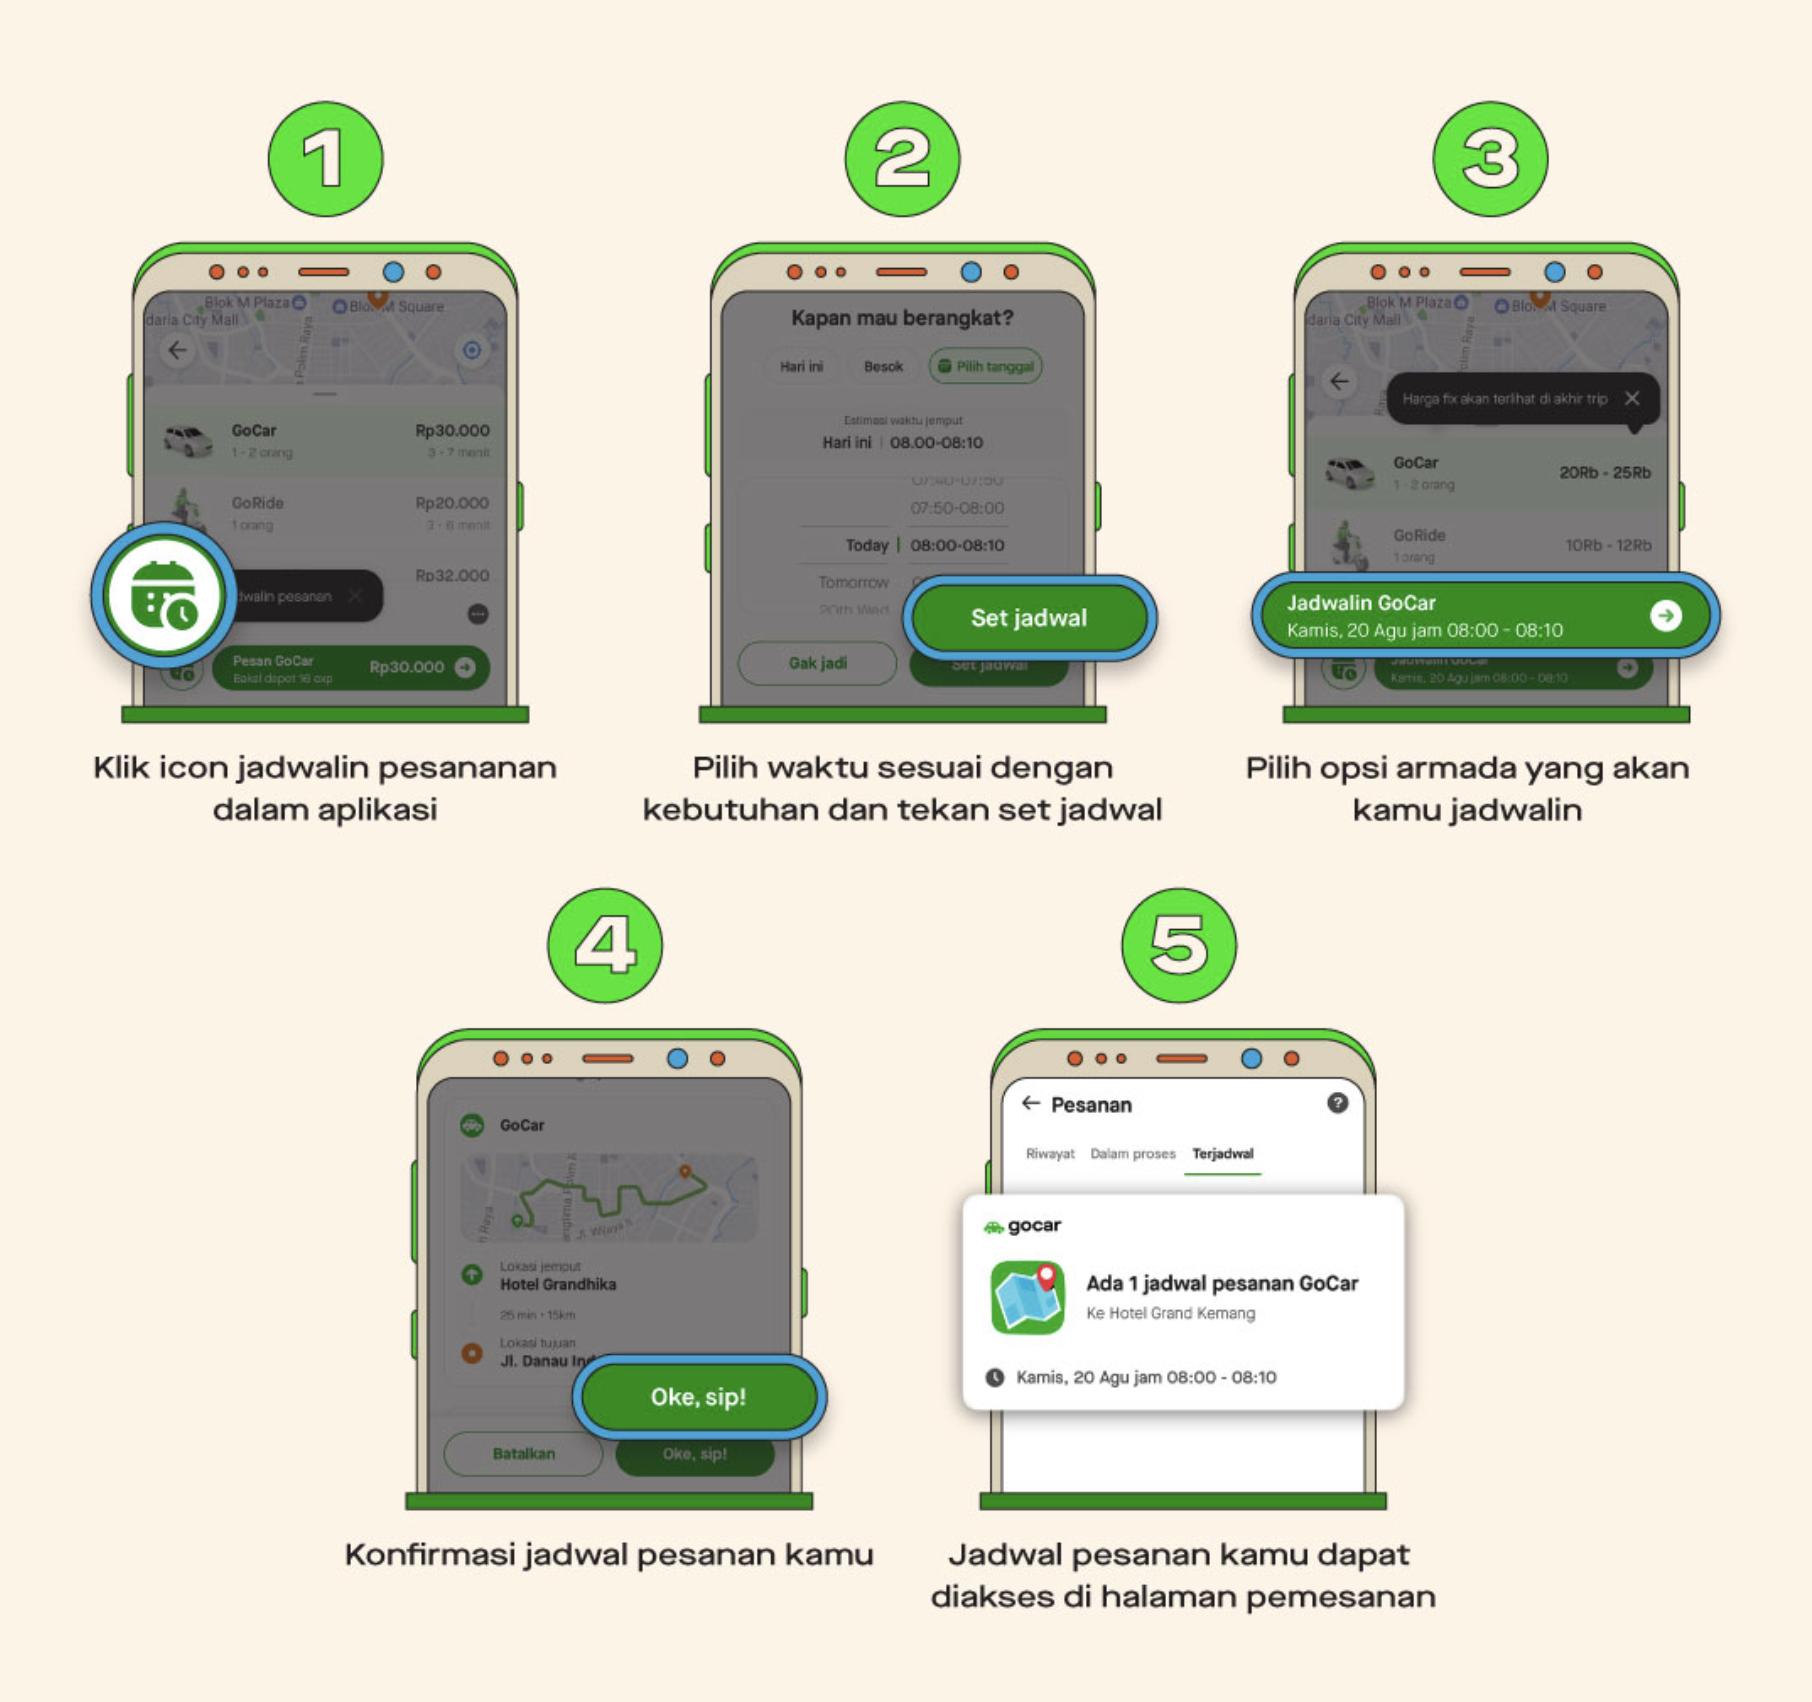 1
Blok M Plaza
Blok M Square
daria City Mall
Polim Raya
GoCar
Rp30.000
1 - 2 orang
3 - 7 menit
GoRide
Rp20.000
1 orang
3 - 6 menit
Rp32.000
dwalin pesanan
Pesan GoCar
Rp30.000
Bakal dapat 16 exp
Klik icon jadwalin pesananan
dalam aplikasi
2
Kapan mau berangkat?
Hari ini
Besok
Pilih tanggal
Estimasi waktu jemput
Hari ini | 08.00-08:10
07:40-07:50
07:50-08:00
Today | 08:00-08:10
Tomorrow
20th Wed
Set jadwal
Gak jadi
Set jadwal
Pilih waktu sesuai dengan
kebutuhan dan tekan set jadwal
3
Blok M Plaza
Blok M Square
daria City Mall
Polim Raya
Harga fix akan terlihat di akhir trip
GoCar
20Rb - 25Rb
1 - 2 orang
GoRide
10Rb - 12Rb
1 orang
Jadwalin GoCar
Kamis, 20 Agu jam 08:00 - 08:10
Jadwalin GoCar
Kamis, 20 Agu jam 08:00 - 08:10
Pilih opsi armada yang akan
kamu jadwalin
4
GoCar
Raya
Jl. Wijaya
Lokasi jemput
Hotel Grandhika
25 min • 15km
Lokasi tujuan
Jl. Danau
Oke, sip!
Batalkan
Oke, sip!
Konfirmasi jadwal pesanan kamu
5
Pesanan
?
Riwayat
Dalam proses
Terjadwal
gocar
Ada 1 jadwal pesanan GoCar
Ke Hotel Grand Kemang
Kamis, 20 Agu jam 08:00 - 08:10
Jadwal pesanan kamu dapat
diakses di halaman pemesanan